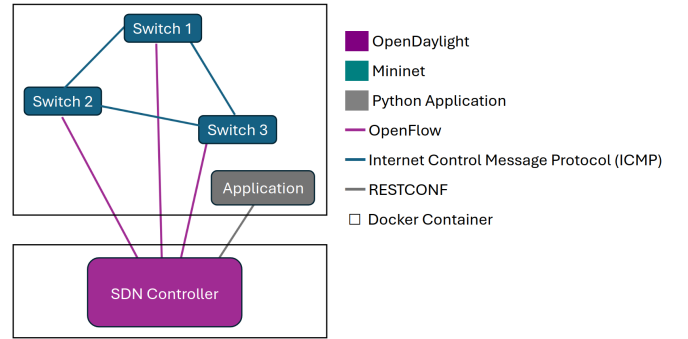 Switch 1
Switch 2
Switch 3
Application
SDN Controller
OpenDaylight
Mininet
Python Application
OpenFlow
Internet Control Message Protocol (ICMP)
RESTCONF
Docker Container